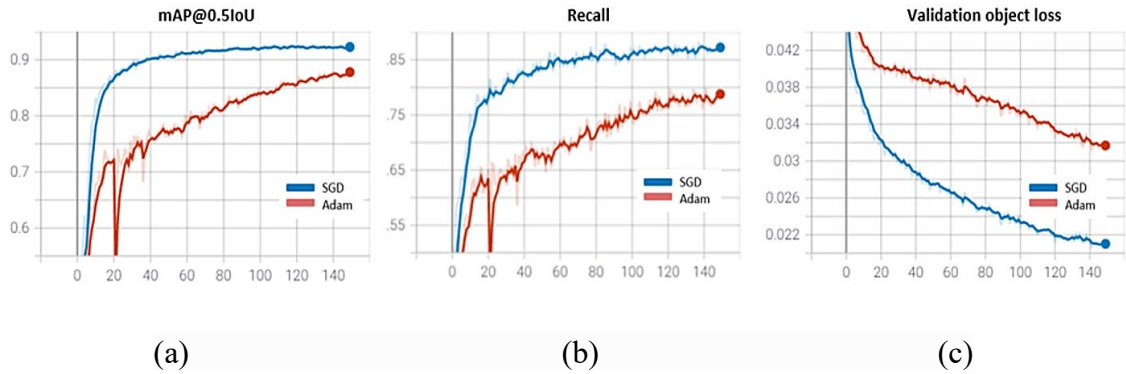 mAP@0.5IoU
0.9
0.8
0.7
0.6
0 20 40 60 80 100 120 140
SGD
Adam
(a)
Recall
.85
.75
.65
.55
0 20 40 60 80 100 120 140
SGD
Adam
(b)
Validation object loss
0.042
0.038
0.034
0.03
0.026
0.022
0 20 40 60 80 100 120 140
SGD
Adam
(c)